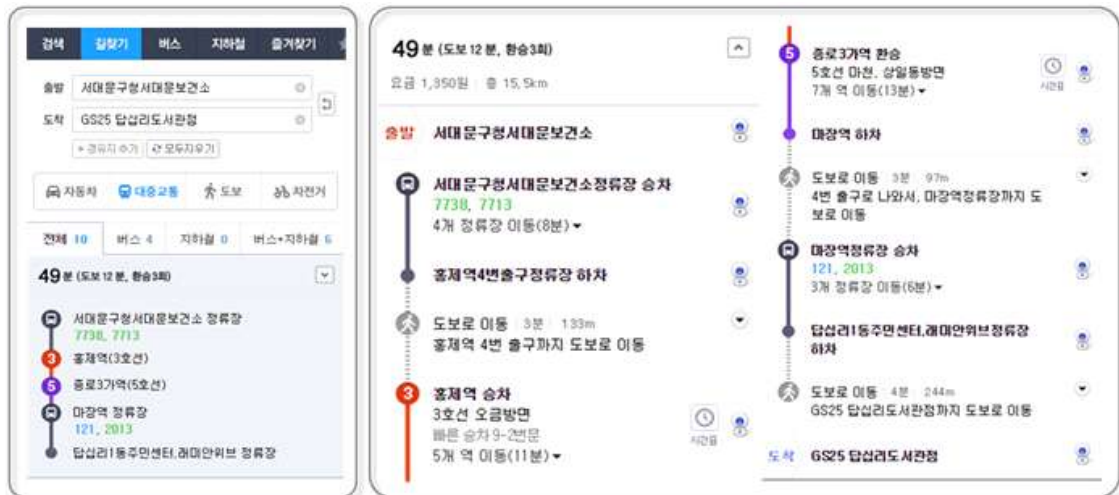 검색 길찾기 버스 지하철 즐겨찾기
출발 서대문구청서대문보건소
도착 GS25 답십리도서관점
+ 경유지 추가 모두지우기
자동차 대중교통 도보 자전거
전체 10 버스 4 지하철 0 버스+지하철 6
49분 (도보 12분, 환승3회)
서대문구청서대문보건소 정류장
7738, 7713
3 홍제역(3호선)
5 종로3가역(5호선)
마장역 정류장
121, 2013
답십리1동주민센터,래미안위브 정류장
49분 (도보 12분, 환승3회)
요금 1,350원 총 15.5km
출발 서대문구청서대문보건소
서대문구청서대문보건소정류장 승차
7738, 7713
4개 정류장 이동(8분)
홍제역4번출구정류장 하차
도보로 이동 3분 133m
홍제역 4번 출구까지 도보로 이동
3 홍제역 승차
3호선 오금방면
빠른 승차 9-2번문
시간표
5개 역 이동(11분)
5 종로3가역 환승
5호선 마천, 상일동방면
시간표
7개 역 이동(13분)
마장역 하차
도보로 이동 3분 97m
4번 출구로 나와서, 마장역정류장까지 도
보로 이동
마장역정류장 승차
121, 2013
3개 정류장 이동(6분)
답십리1동주민센터,래미안위브정류장
하차
도보로 이동 4분 244m
GS25 답십리도서관점까지 도보로 이동
도착 GS25 답십리도서관점